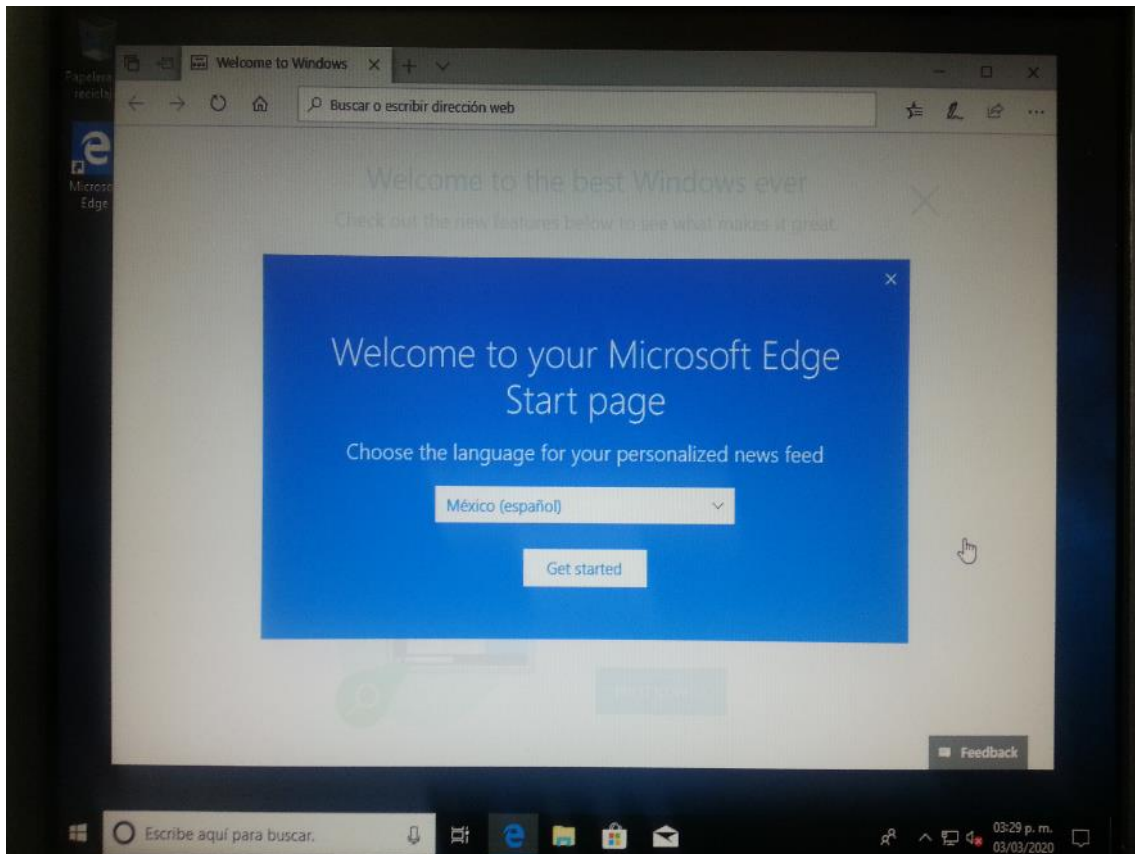 Welcome to Windows
Buscar o escribir dirección web
Microso
Edge
Welcome to the best Windows ever
Check out the new features below to see what makes it great.
Welcome to your Microsoft Edge
Start page
Choose the language for your personalized news feed
México (español)
Get started
Feedback
Escribe aquí para buscar.
03:29 p. m.
03/03/2020